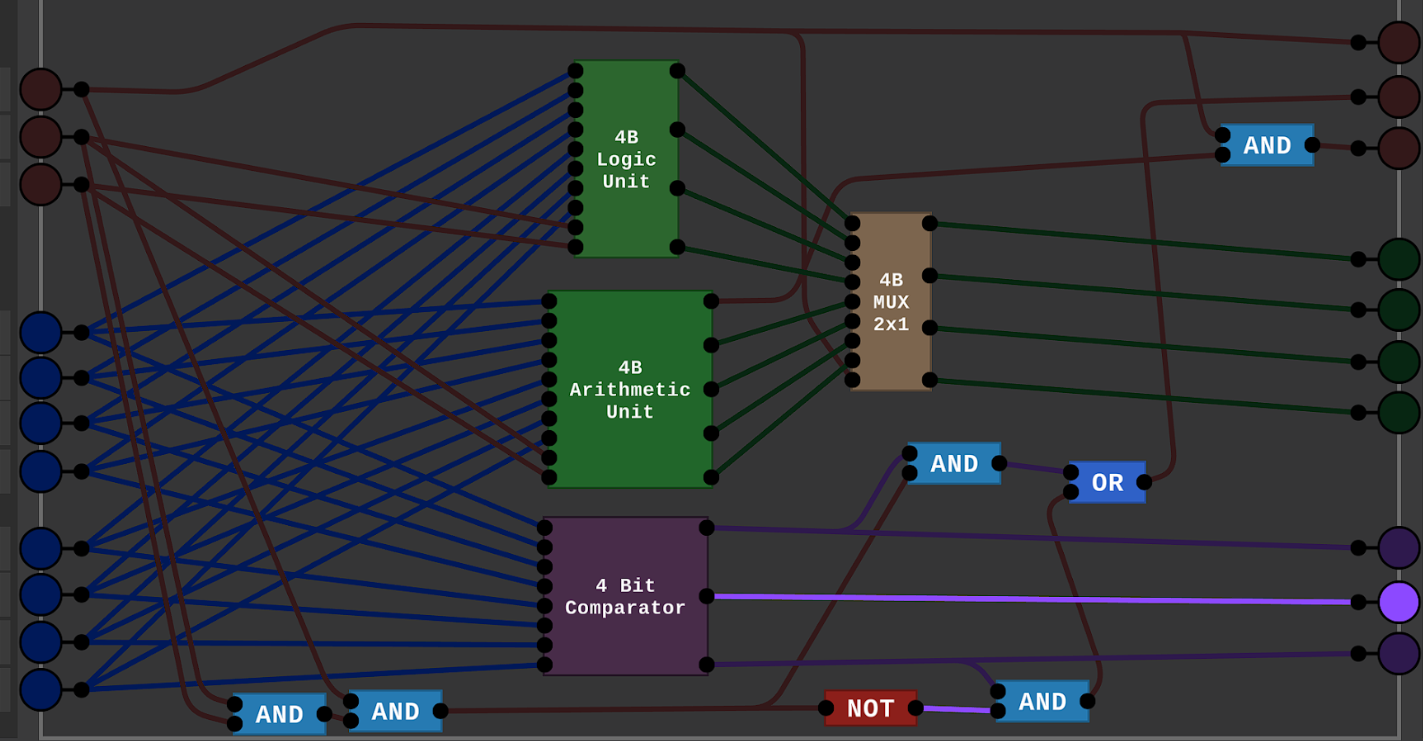 4B
Logic
Unit
AND
4B
MUX
2x1
4B
Arithmetic
Unit
AND
OR
4 Bit
Comparator
AND
AND
NOT
AND